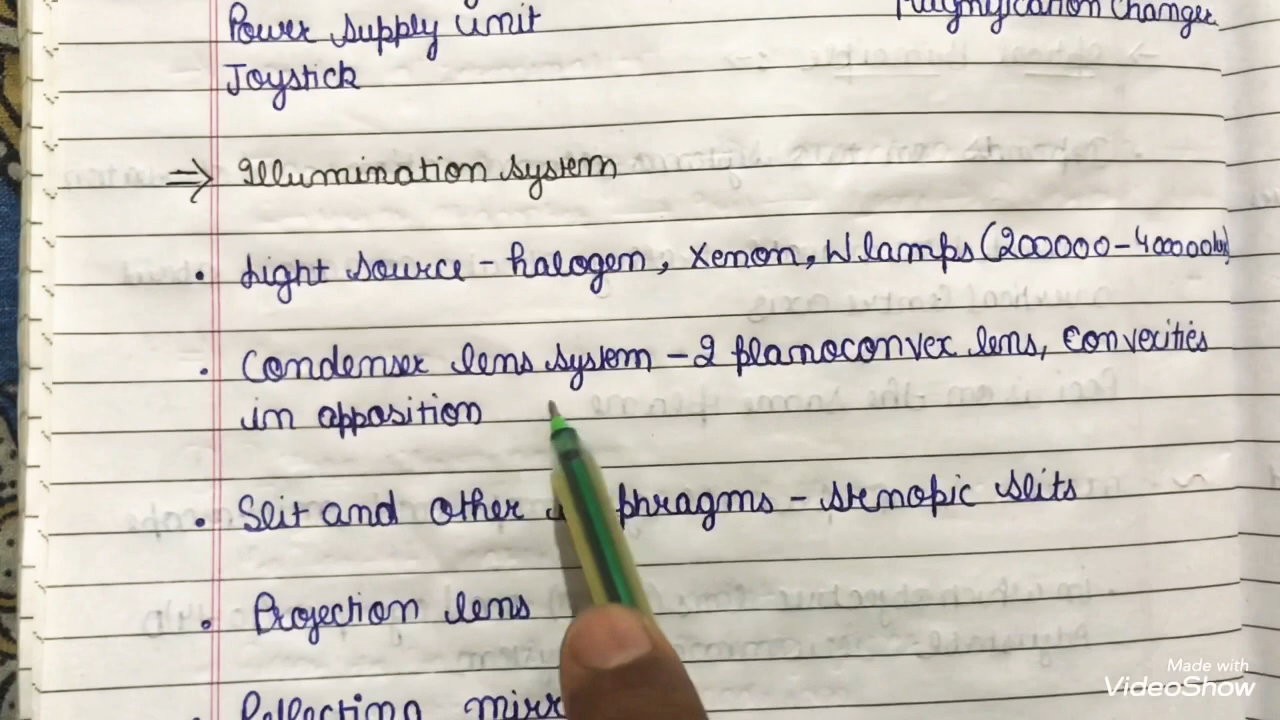 Power supply unit
Magnification Changer
Joystick
⇒ Illumination system
• Light source - halogen, Xenon, W.lamps (200000-400000lux)
• Condenser lens system - 2 planoconvex lens, convexities
in apposition
• Slit and other phragms - stenopic slits
• Projection lens
• Reflecting mirr
Made with
VideoShow